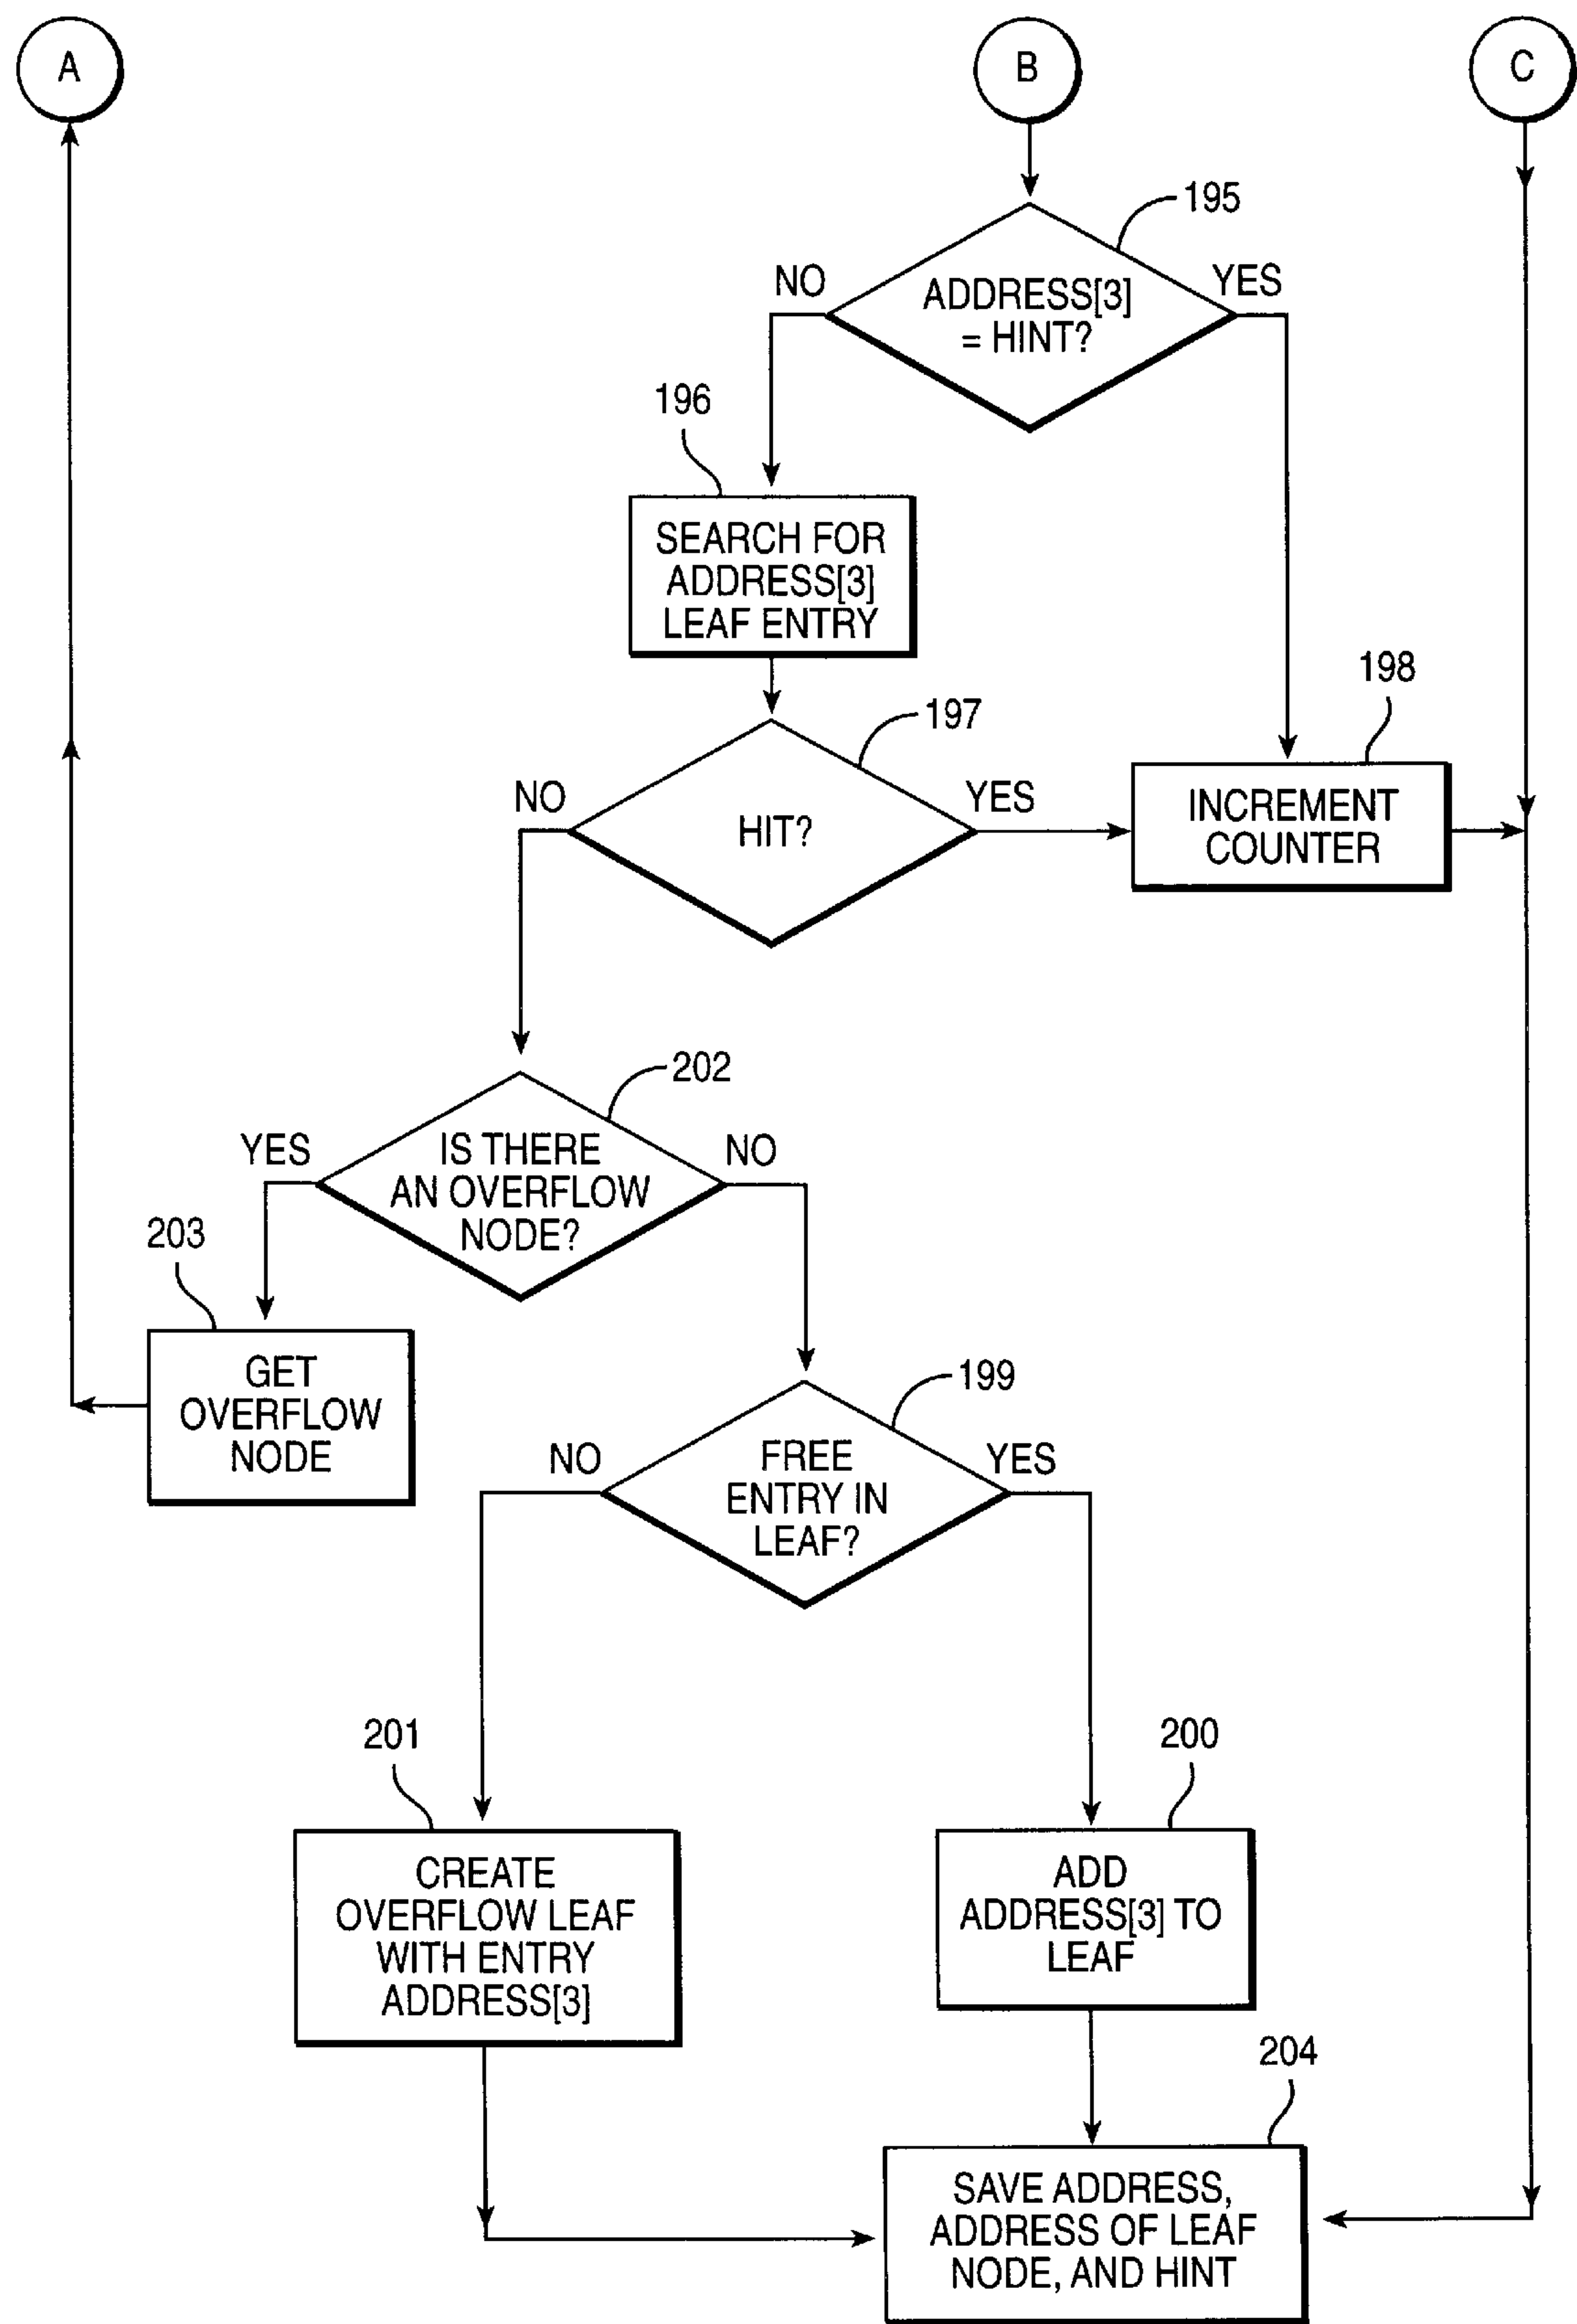 A
B
C
195
NO
YES
ADDRESS[3]
= HINT?
196
SEARCH FOR
ADDRESS[3]
LEAF ENTRY
198
197
NO
YES
HIT?
INCREMENT
COUNTER
202
YES
NO
IS THERE
AN OVERFLOW
NODE?
203
GET
OVERFLOW
NODE
199
NO
YES
FREE
ENTRY IN
LEAF?
201
200
CREATE
OVERFLOW LEAF
WITH ENTRY
ADDRESS[3]
ADD
ADDRESS[3] TO
LEAF
204
SAVE ADDRESS,
ADDRESS OF LEAF
NODE, AND HINT